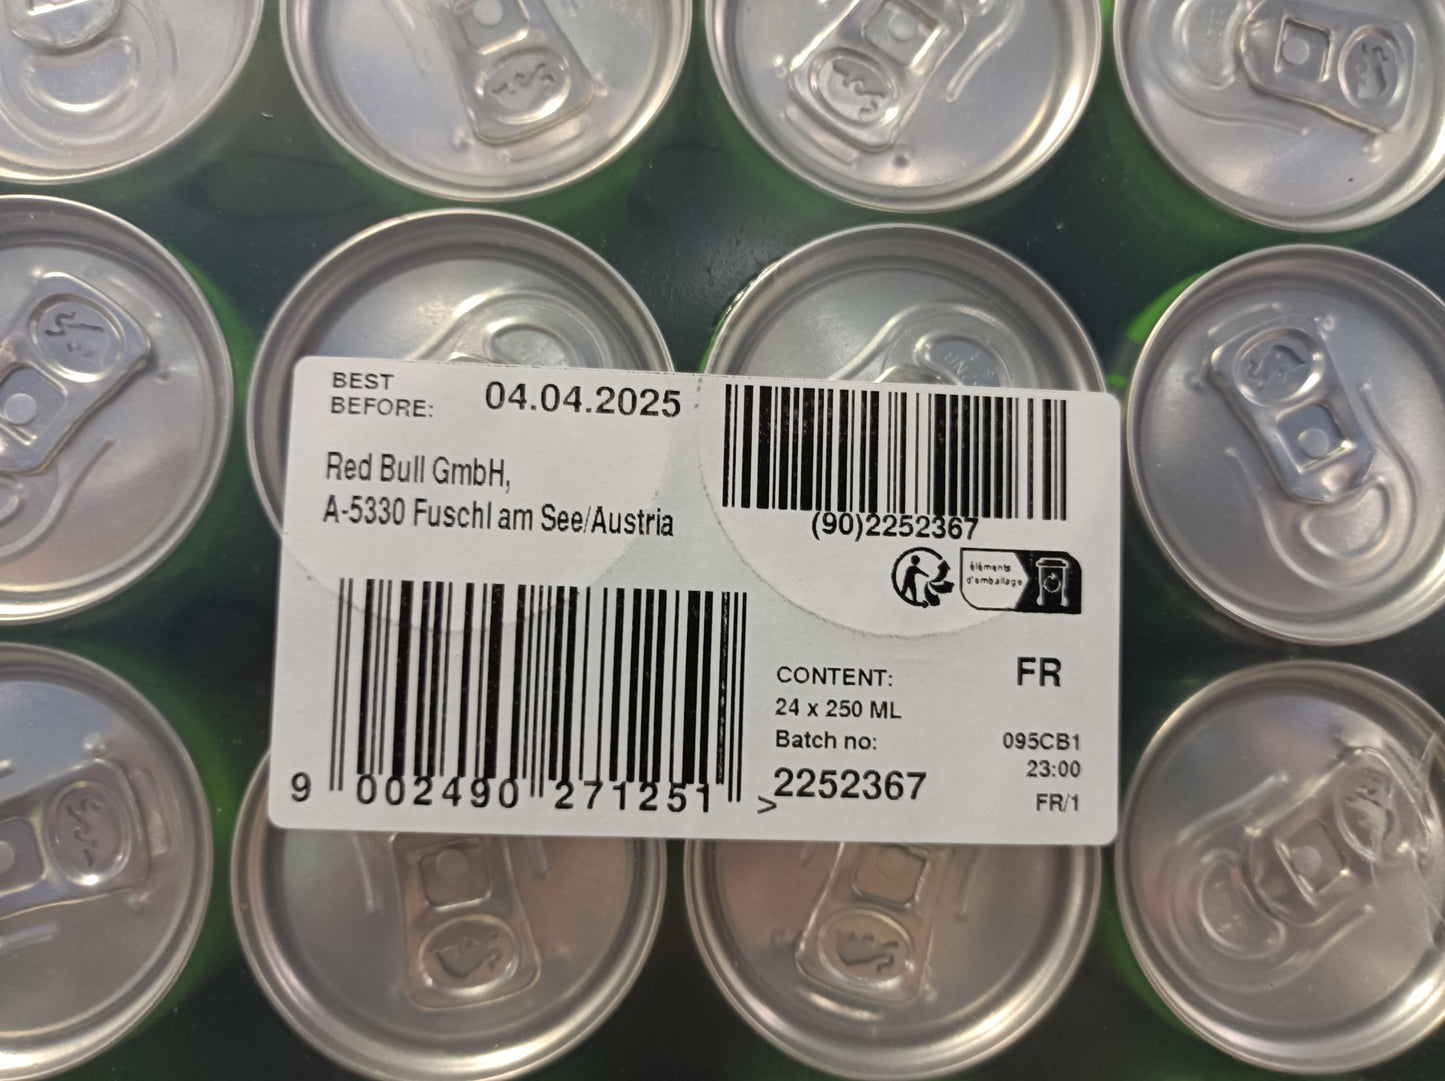 BEST
BEFORE: 04.04.2025
Red Bull GmbH,
A-5330 Fuschl am See/Austria
(90)2252367
éléments
d'emballage
9 002490 271251 >
CONTENT: FR
24 x 250 ML
Batch no: 095CB1
2252367 23:00
FR/1